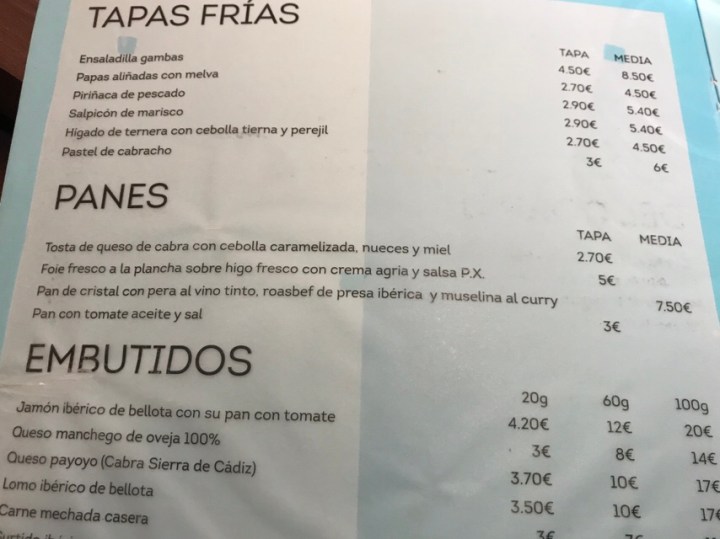 TAPAS FRÍAS
TAPA MEDIA
Ensaladilla gambas 4.50€ 8.50€
Papas aliñadas con melva 2.70€ 4.50€
Piriñaca de pescado 2.90€ 5.40€
Salpicón de marisco 2.90€ 5.40€
Hígado de ternera con cebolla tierna y perejil 2.70€ 4.50€
Pastel de cabracho 3€ 6€
PANES
TAPA MEDIA
Tosta de queso de cabra con cebolla caramelizada, nueces y miel 2.70€
Foie fresco a la plancha sobre higo fresco con crema agria y salsa P.X. 5€
Pan de cristal con pera al vino tinto, roasbef de presa ibérica y muselina al curry 7.50€
Pan con tomate aceite y sal 3€
EMBUTIDOS
20g 60g 100g
Jamón ibérico de bellota con su pan con tomate 4.20€ 12€ 20€
Queso manchego de oveja 100% 3€ 8€ 14€
Queso payoyo (Cabra Sierra de Cádiz) 3.70€ 10€ 17€
Lomo ibérico de bellota 3.50€ 10€ 17€
Carne mechada casera 3€ 7€